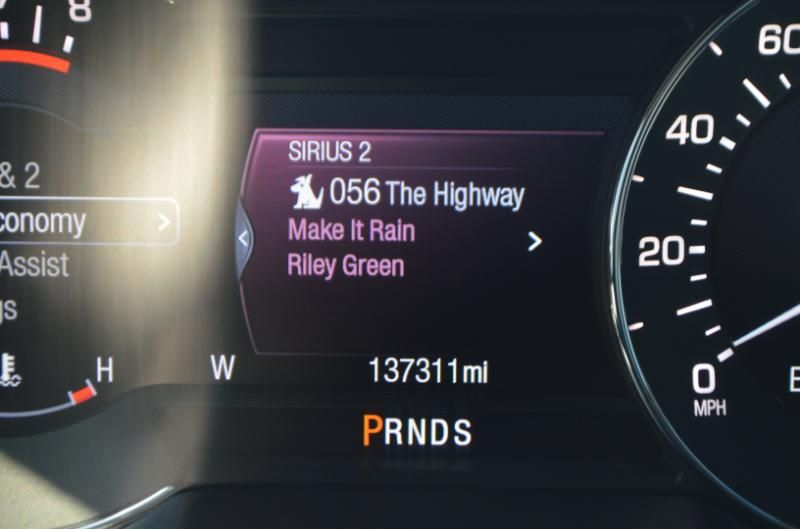 8
60
SIRIUS 2
& 2
056 The Highway
40
conomy >
Make It Rain
< >
20
Assist
Riley Green
gs
H
W
137311mi
0
MPH
E
PRNDS